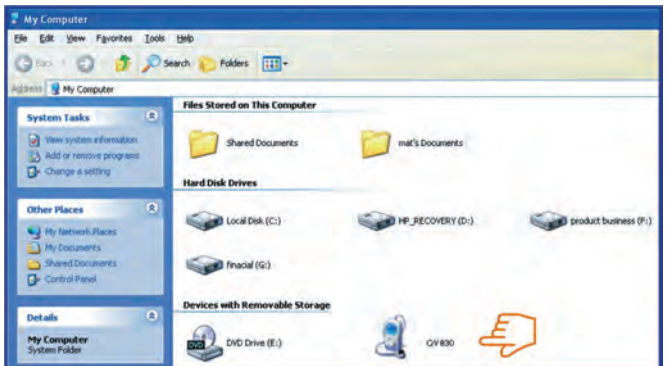 My Computer
File Edit View Favorites Tools Help
Back Search Folders
Address My Computer
System Tasks
View system information
Add or remove programs
Change a setting
Other Places
My Network Places
My Documents
Shared Documents
Control Panel
Details
My Computer
System Folder
Files Stored on This Computer
Shared Documents mat's Documents
Hard Disk Drives
Local Disk (C:) HP_RECOVERY (D:) product business (F:)
finacial (G:)
Devices with Removable Storage
DVD DVD Drive (E:) QV830